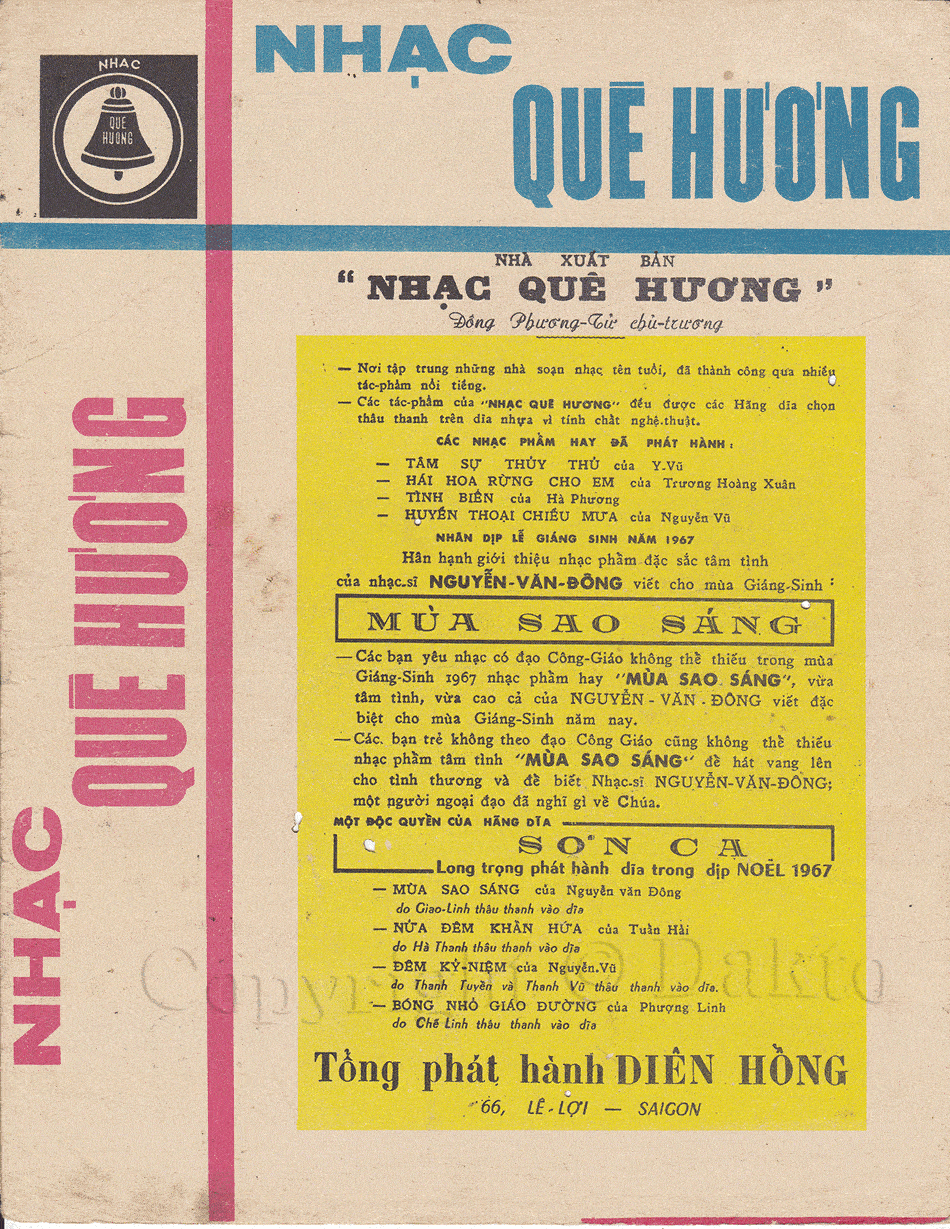 NHẠC
QUÊ
HƯƠNG
NHẠC
QUÊ HƯƠNG
NHÀ XUẤT BẢN
“NHẠC QUÊ HƯƠNG”
Đông Phương-Tử chủ-trương
— Nơi tập trung những nhà soạn nhạc tên tuổi, đã thành công qua nhiều
tác-phẩm nổi tiếng.
— Các tác-phẩm của “NHẠC QUÊ HƯƠNG” đều được các Hãng dĩa chọn
thâu thanh trên dĩa nhựa vì tính chất nghệ.thuật.
CÁC NHẠC PHẨM HAY ĐÃ PHÁT HÀNH :
— TÂM SỰ THỦY THỦ của Y-Vũ
— HÁI HOA RỪNG CHO EM của Trương Hoàng Xuân
— TÌNH BIỂN của Hà Phương
— HUYỀN THOẠI CHIỀU MƯA của Nguyễn Vũ
NHÂN DỊP LỄ GIÁNG SINH NĂM 1967
Hân hạnh giới thiệu nhạc phẩm đặc sắc tâm tình
của nhạc.sĩ NGUYỄN-VĂN-ĐÔNG viết cho mùa Giáng-Sinh :
MÙA SAO SÁNG
— Các bạn yêu nhạc có đạo Công-Giáo không thể thiếu trong mùa
Giáng-Sinh 1967 nhạc phẩm hay “MÙA SAO SÁNG”, vừa
tâm tình, vừa cao cả của NGUYỄN - VĂN - ĐÔNG viết đặc
biệt cho mùa Giáng-Sinh năm nay.
— Các. bạn trẻ không theo đạo Công Giáo cũng không thể thiếu
nhạc phẩm tâm tình “MÙA SAO SÁNG” để hát vang lên
cho tình thương và để biết Nhạc.sĩ NGUYỄN-VĂN-ĐÔNG;
một người ngoại đạo đã nghĩ gì về Chúa.
MỘT ĐỘC QUYỀN CỦA HÃNG DĨA
SƠN CA
Long trọng phát hành dĩa trong dịp NOËL 1967
— MÙA SAO SÁNG của Nguyễn văn Đông
do Giao-Linh thâu thanh vào dĩa
— NỬA ĐÊM KHẤN HỨA của Tuấn Hải
do Hà Thanh thâu thanh vào dĩa
— ĐÊM KỶ-NIỆM của Nguyễn.Vũ
do Thanh Tuyền và Thanh Vũ thâu thanh vào dĩa.
— BÓNG NHỎ GIÁO ĐƯỜNG của Phượng Linh
do Chế Linh thâu thanh vào dĩa
Tổng phát hành DIÊN HỒNG
66, LÊ-LỢI — SAIGON
NHẠC
QUÊ HƯƠNG
Copyright © Dakto